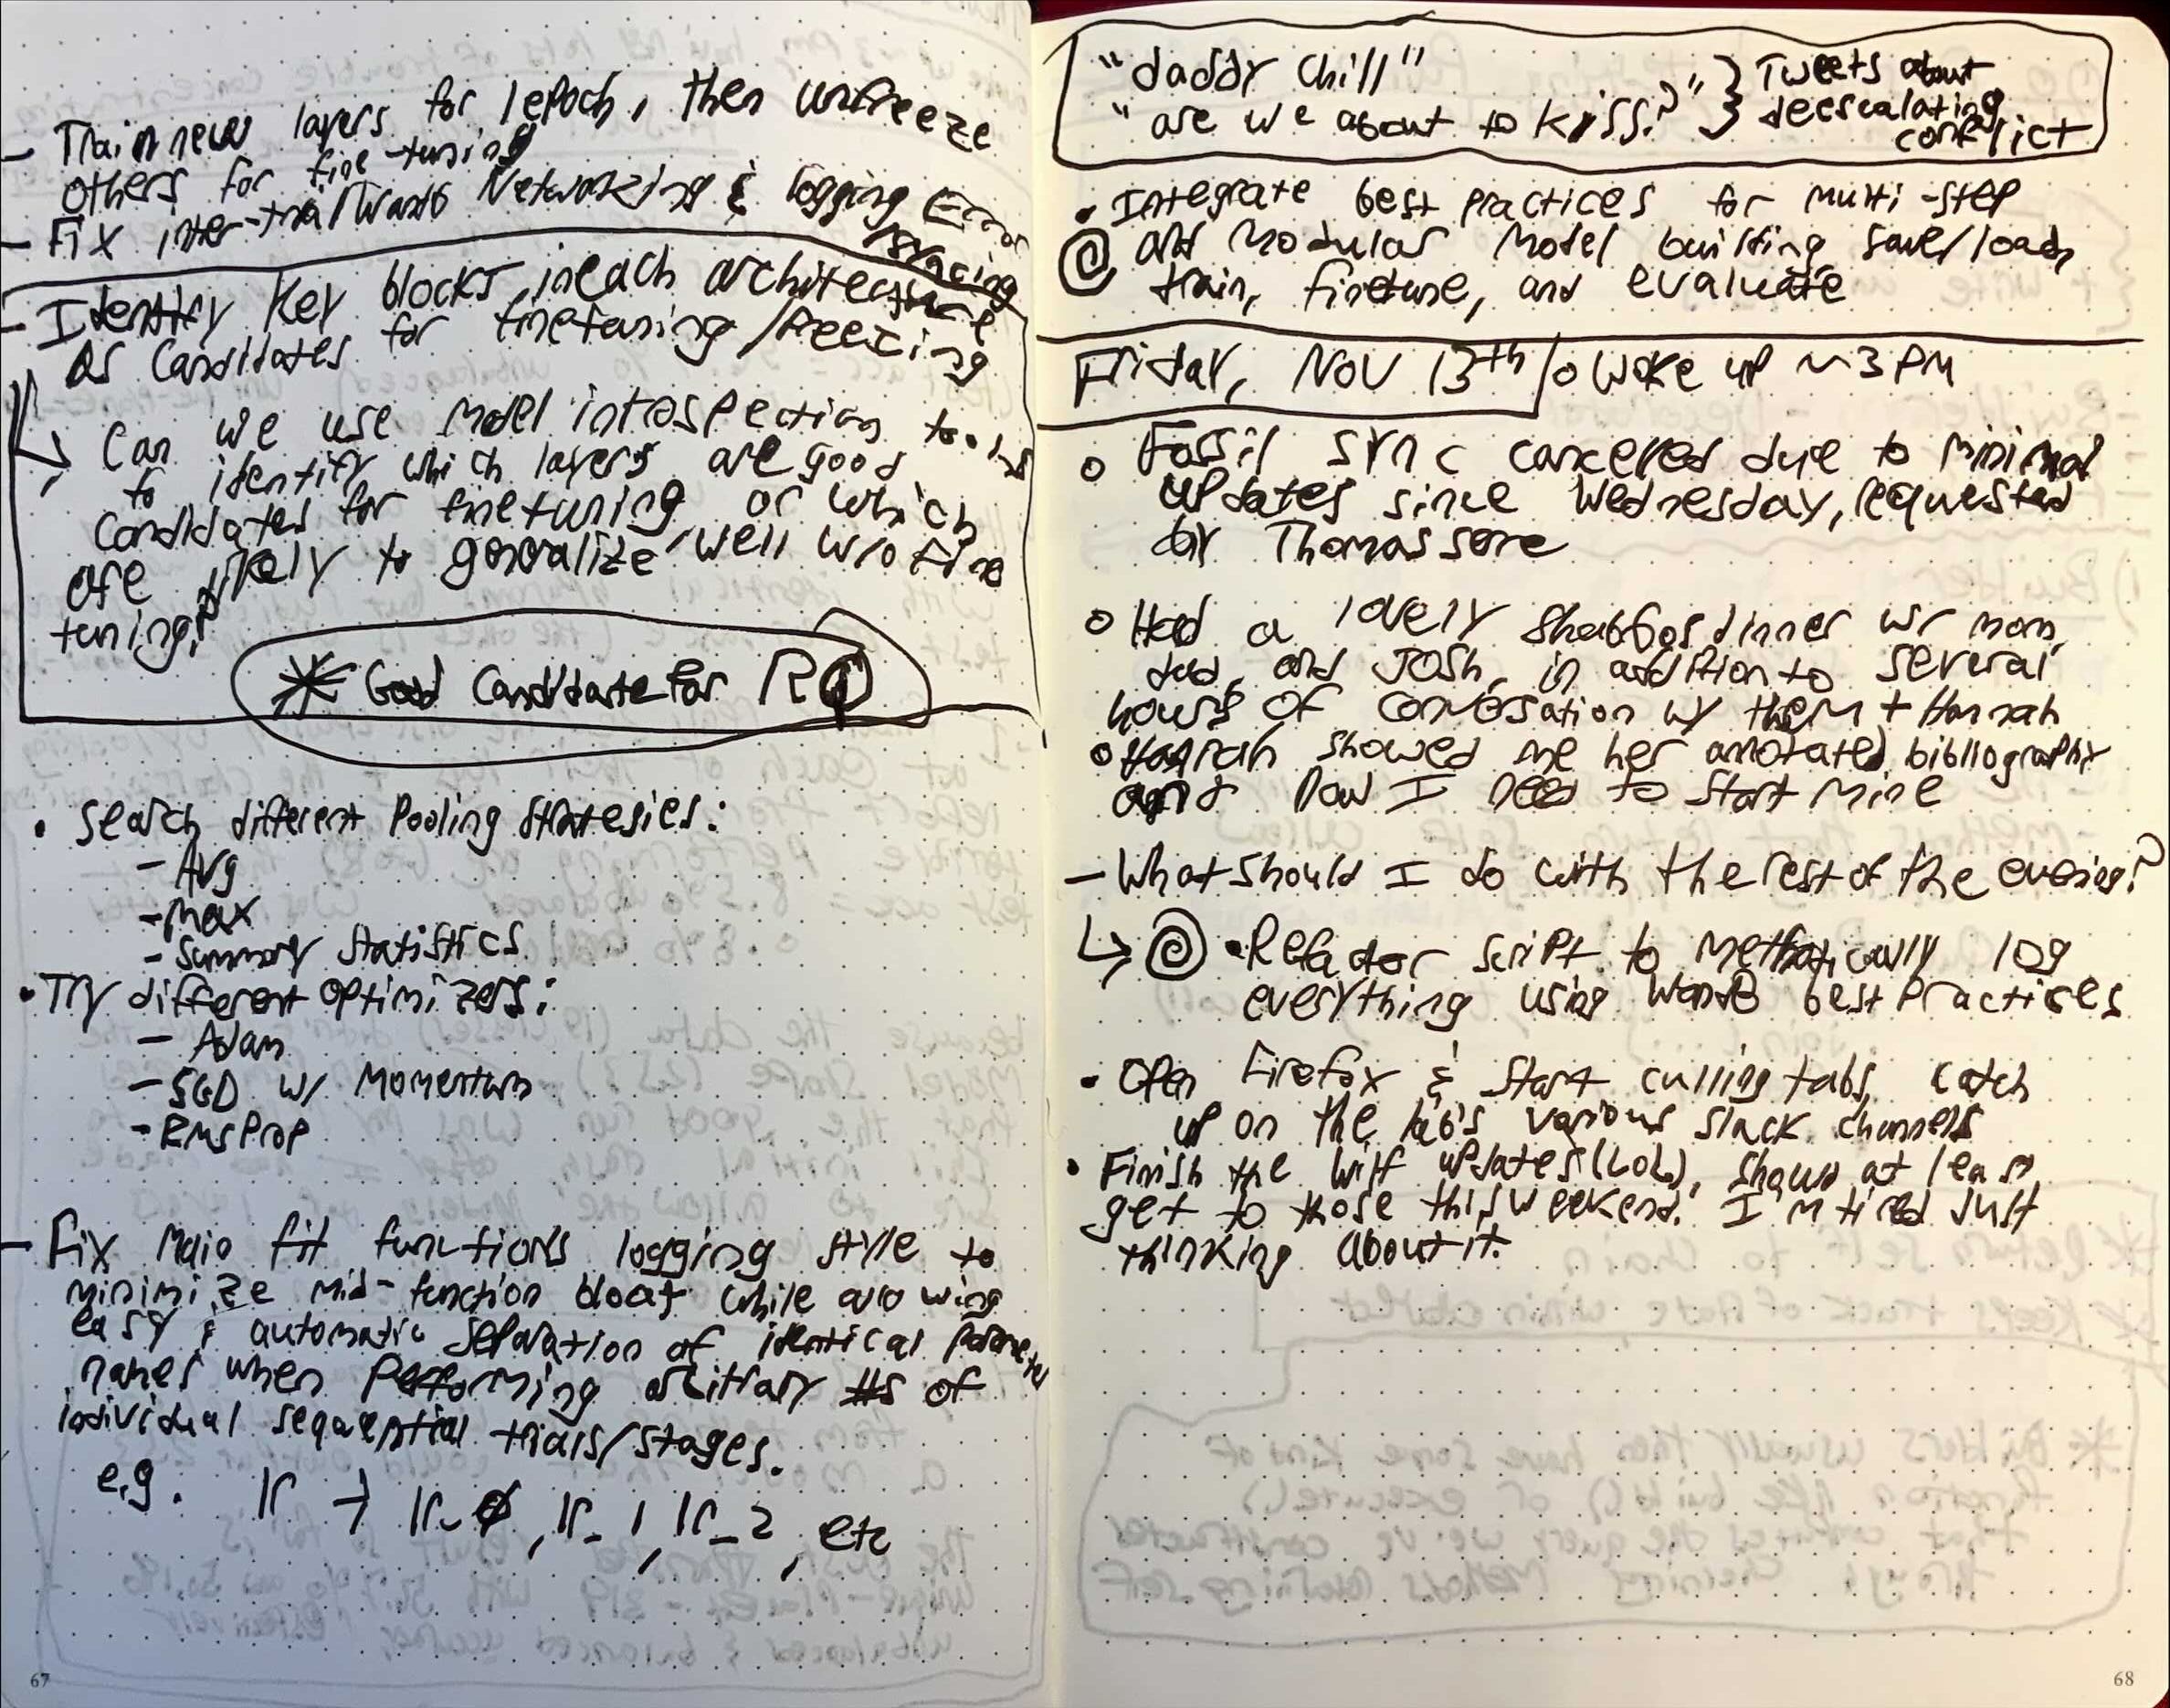 - Train new layers for 1 epoch, then unfreeze
others for fine-tuning
- Fix inter-trial WandB Networking & logging Error
syncing
- Identify key blocks in each architecture
as candidates for finetuning/freezing
↳ Can we use model introspection tools
to identify which layers are good
candidates for finetuning or which
are likely to generalize well w/o fine
tuning?
* Good Candidate for RQ
• Search different Pooling Strategies:
- Avg
- Max
- Summary Statistics
• Try different optimizers:
- Adam
- SGD w/ Momentum
- RMSProp
- Fix Main fit functions logging style to
minimize mid-function bloat while allowing
easy & automatic separation of identical parameter
names when performing arbitrary #s of
individual sequential trials/stages.
e.g. lr → lr_0, lr_1, lr_2, etc
67
"daddy chill"
"are we about to kiss?" } Tweets about
deescalating
conflict
• Integrate best practices for multi-step
and modular model building, save/load,
train, finetune, and evaluate
Friday, Nov 13th o Woke up ~3 PM
o Fossil sync cancelled due to minimal
updates since Wednesday, requested
by Thomas Serre
o Had a lovely Shabbos dinner w/ mom,
dad, and Josh, in addition to several
hours of conversation w/ them + Hannah
o Hannah showed me her annotated bibliography
and now I need to start mine
- What should I do with the rest of the evening?
↳ • Refactor script to methodically log
everything using WandB best practices
• Open Firefox & start culling tabs, catch
up on the lab's various slack channels
• Finish the Wilf updates (LOL), should at least
get to those this weekend. I'm tired just
thinking about it.
68